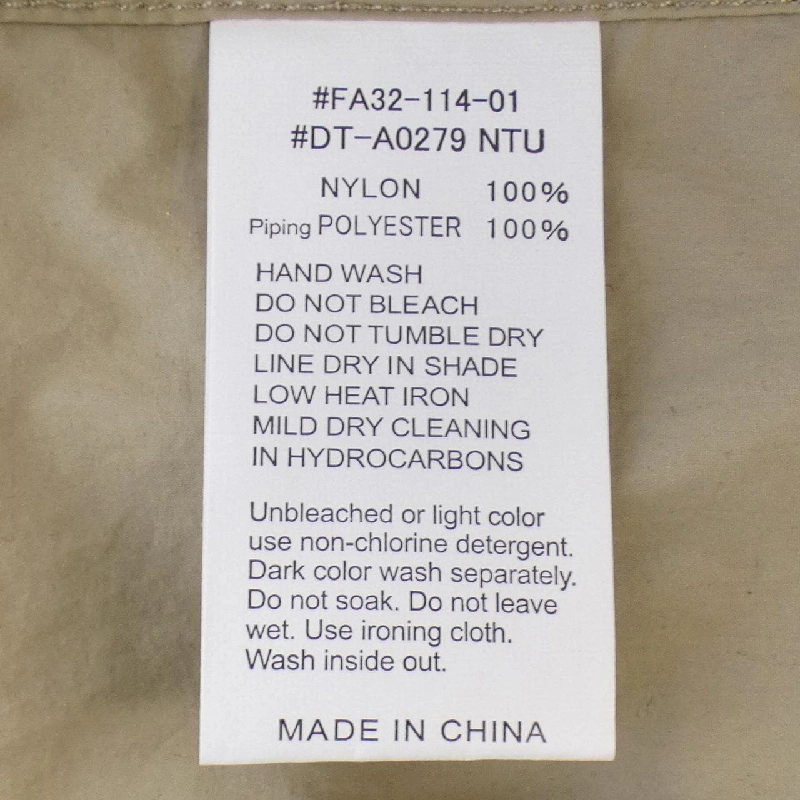 #FA32-114-01
#DT-A0279 NTU
NYLON 100%
Piping POLYESTER 100%
HAND WASH
DO NOT BLEACH
DO NOT TUMBLE DRY
LINE DRY IN SHADE
LOW HEAT IRON
MILD DRY CLEANING
IN HYDROCARBONS
Unbleached or light color
use non-chlorine detergent.
Dark color wash separately.
Do not soak. Do not leave
wet. Use ironing cloth.
Wash inside out.
MADE IN CHINA